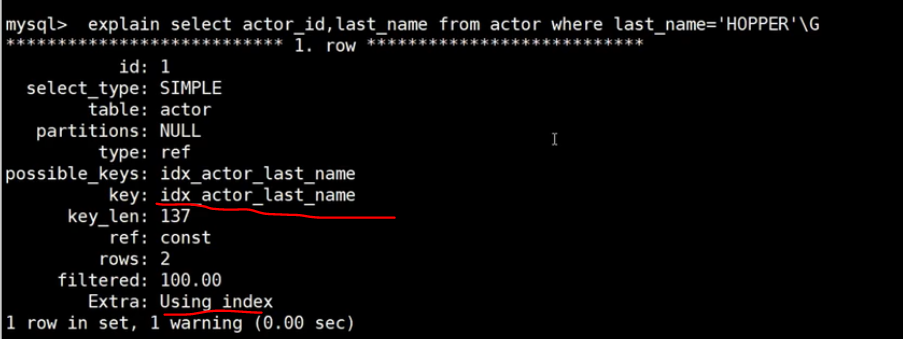 mysql>  explain select actor_id,last_name from actor where last_name='HOPPER'\G
*************************** 1. row ***************************
id: 1
select_type: SIMPLE
table: actor
partitions: NULL
type: ref
possible_keys: idx_actor_last_name
key: idx_actor_last_name
key_len: 137
ref: const
rows: 2
filtered: 100.00
Extra: Using index
1 row in set, 1 warning (0.00 sec)